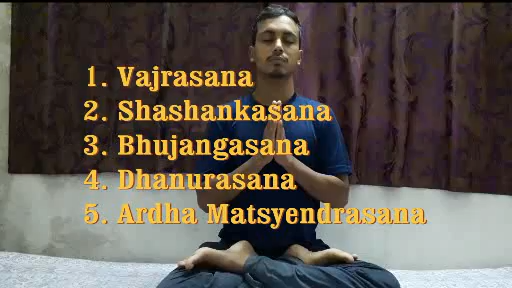 1. Vajrasana
2. Shashankasana
3. Bhujangasana
4. Dhanurasana
5. Ardha Matsyendrasana